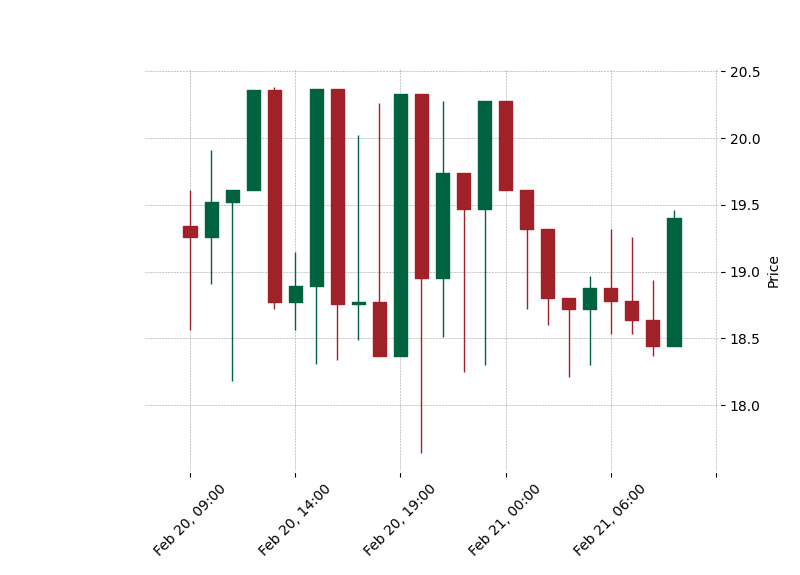 20.5
20.0
19.5
19.0
18.5
18.0
Price
Feb 20, 09:00
Feb 20, 14:00
Feb 20, 19:00
Feb 21, 00:00
Feb 21, 06:00